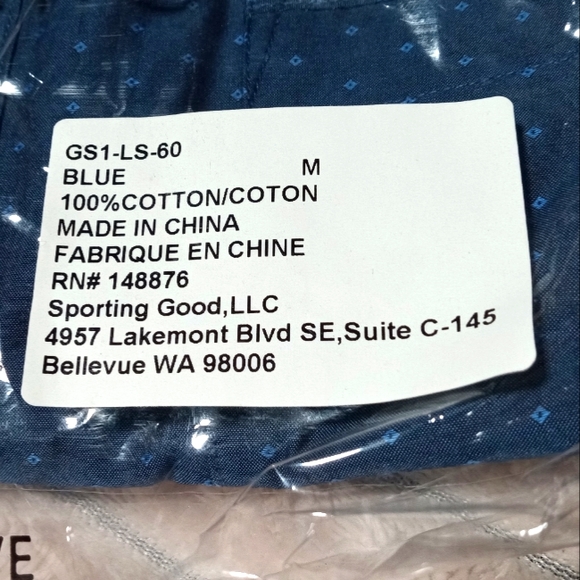 GS1-LS-60
BLUE M
100%COTTON/COTON
MADE IN CHINA
FABRIQUE EN CHINE
RN# 148876
Sporting Good,LLC
4957 Lakemont Blvd SE,Suite C-145
Bellevue WA 98006